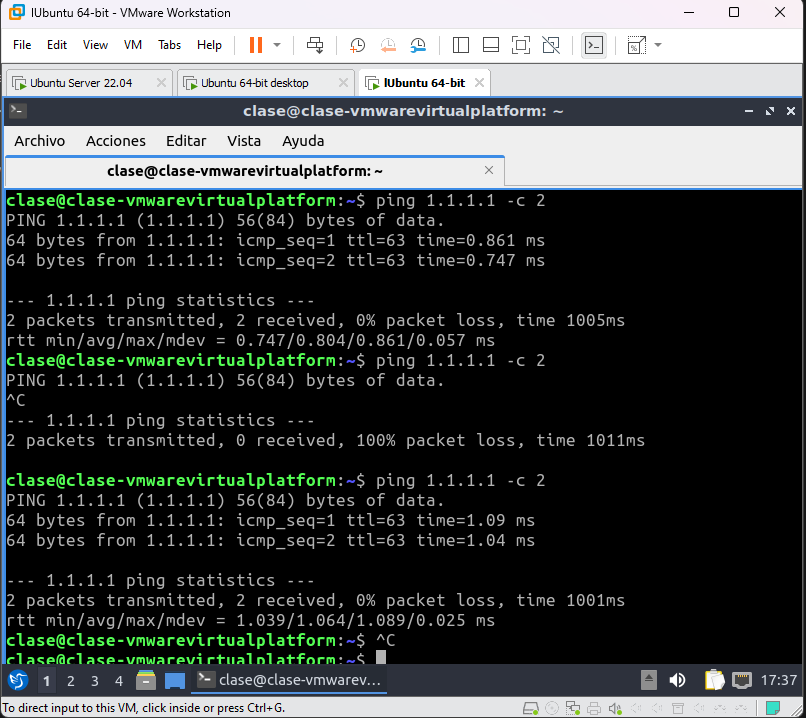 lUbuntu 64-bit - VMware Workstation
File Edit View VM Tabs Help
Ubuntu Server 22.04
Ubuntu 64-bit desktop
lUbuntu 64-bit
clase@clase-vmwarevirtualplatform: ~
Archivo Acciones Editar Vista Ayuda
clase@clase-vmwarevirtualplatform: ~
clase@clase-vmwarevirtualplatform:~$ ping 1.1.1.1 -c 2
PING 1.1.1.1 (1.1.1.1) 56(84) bytes of data.
64 bytes from 1.1.1.1: icmp_seq=1 ttl=63 time=0.861 ms
64 bytes from 1.1.1.1: icmp_seq=2 ttl=63 time=0.747 ms
--- 1.1.1.1 ping statistics ---
2 packets transmitted, 2 received, 0% packet loss, time 1005ms
rtt min/avg/max/mdev = 0.747/0.804/0.861/0.057 ms
clase@clase-vmwarevirtualplatform:~$ ping 1.1.1.1 -c 2
PING 1.1.1.1 (1.1.1.1) 56(84) bytes of data.
^C
--- 1.1.1.1 ping statistics ---
2 packets transmitted, 0 received, 100% packet loss, time 1011ms
clase@clase-vmwarevirtualplatform:~$ ping 1.1.1.1 -c 2
PING 1.1.1.1 (1.1.1.1) 56(84) bytes of data.
64 bytes from 1.1.1.1: icmp_seq=1 ttl=63 time=1.09 ms
64 bytes from 1.1.1.1: icmp_seq=2 ttl=63 time=1.04 ms
--- 1.1.1.1 ping statistics ---
2 packets transmitted, 2 received, 0% packet loss, time 1001ms
rtt min/avg/max/mdev = 1.039/1.064/1.089/0.025 ms
clase@clase-vmwarevirtualplatform:~$ ^C
clase@clase-vmwarevirtualplatform:~$
1 2 3 4 clase@clase-vmwarev... 17:37
To direct input to this VM, click inside or press Ctrl+G.